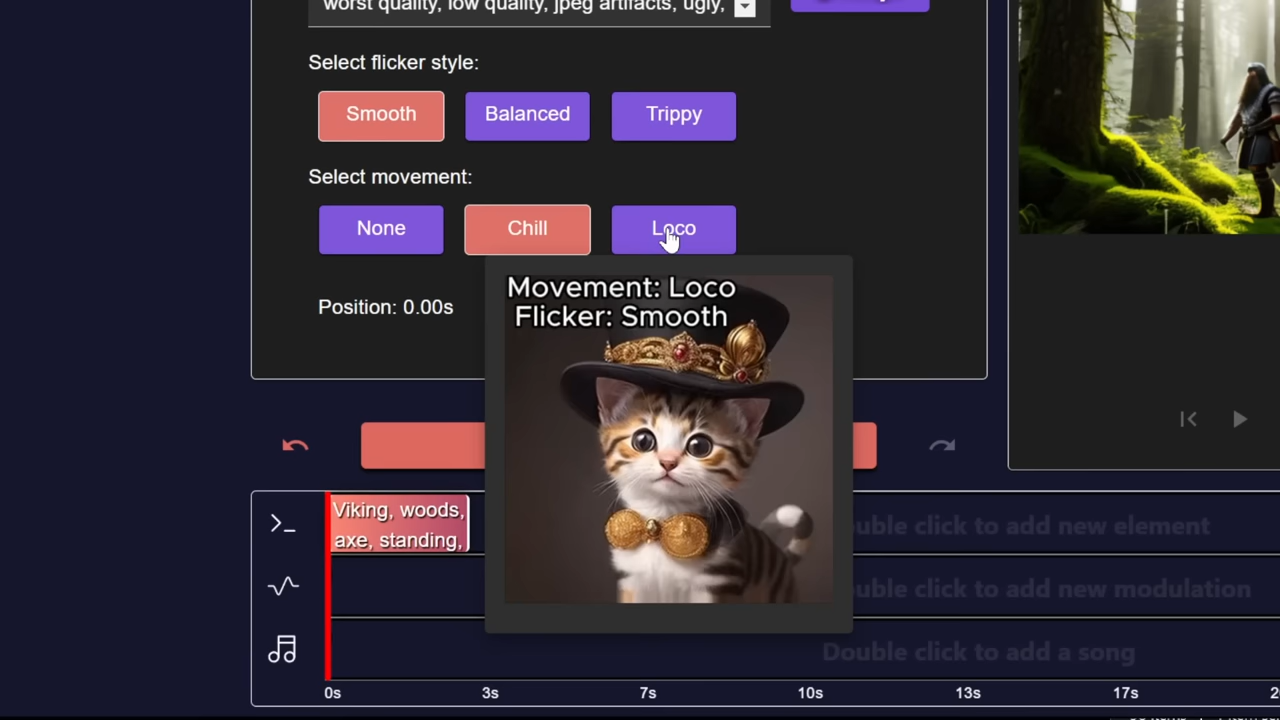 worst quality, low quality, jpeg artifacts, ugly,
Select flicker style:
Smooth Balanced Trippy
Select movement:
None Chill Loco
Movement: Loco
Flicker: Smooth
Position: 0.00s
Viking, woods,
axe, standing,
uble click to add new element
uble click to add new modulation
Double click to add a song
0s 3s 7s 10s 13s 17s 2